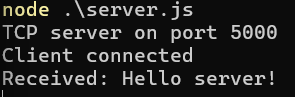 node .\server.js
TCP server on port 5000
Client connected
Received: Hello server!